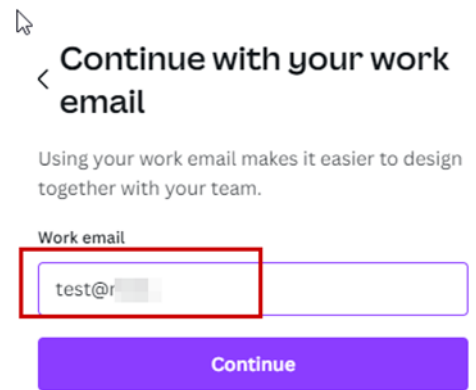 Continue with your work
email
Using your work email makes it easier to design
together with your team.
Work email
test@
Continue